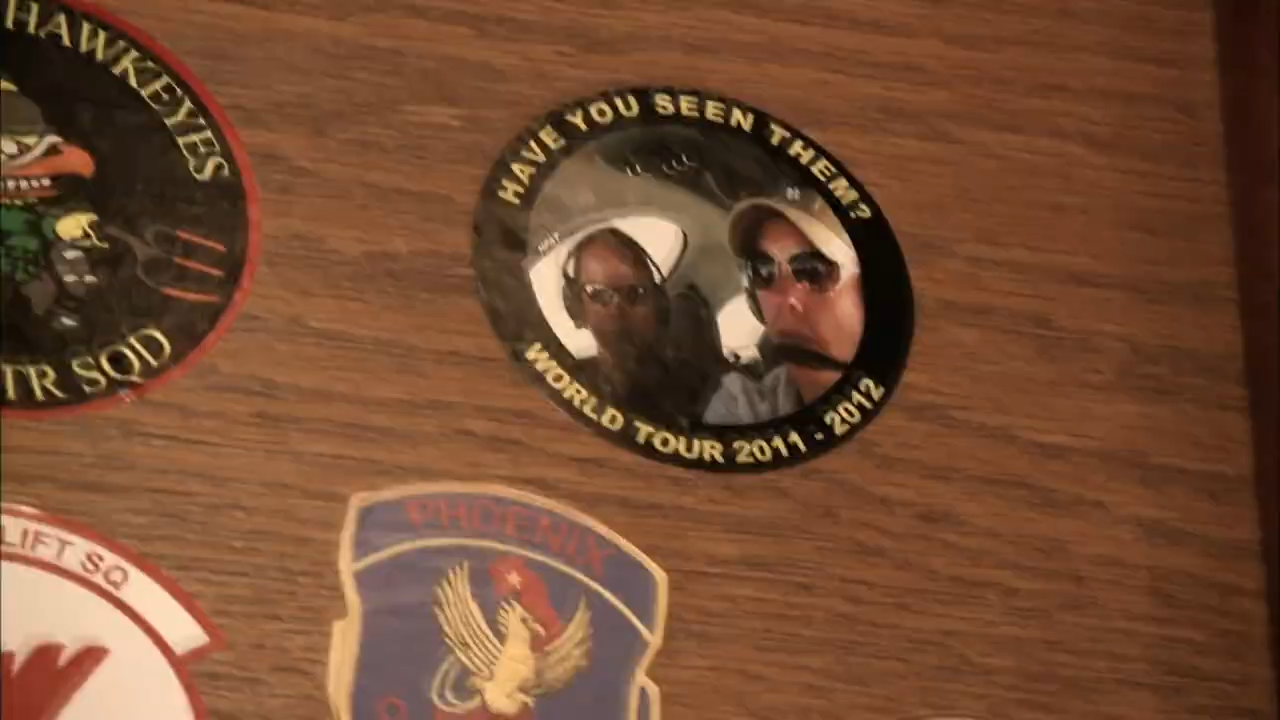 HAWKEYES
TR SQD
HAVE YOU SEEN THEM?
WORLD TOUR 2011 - 2012
LIFT SQ
PHOENIX